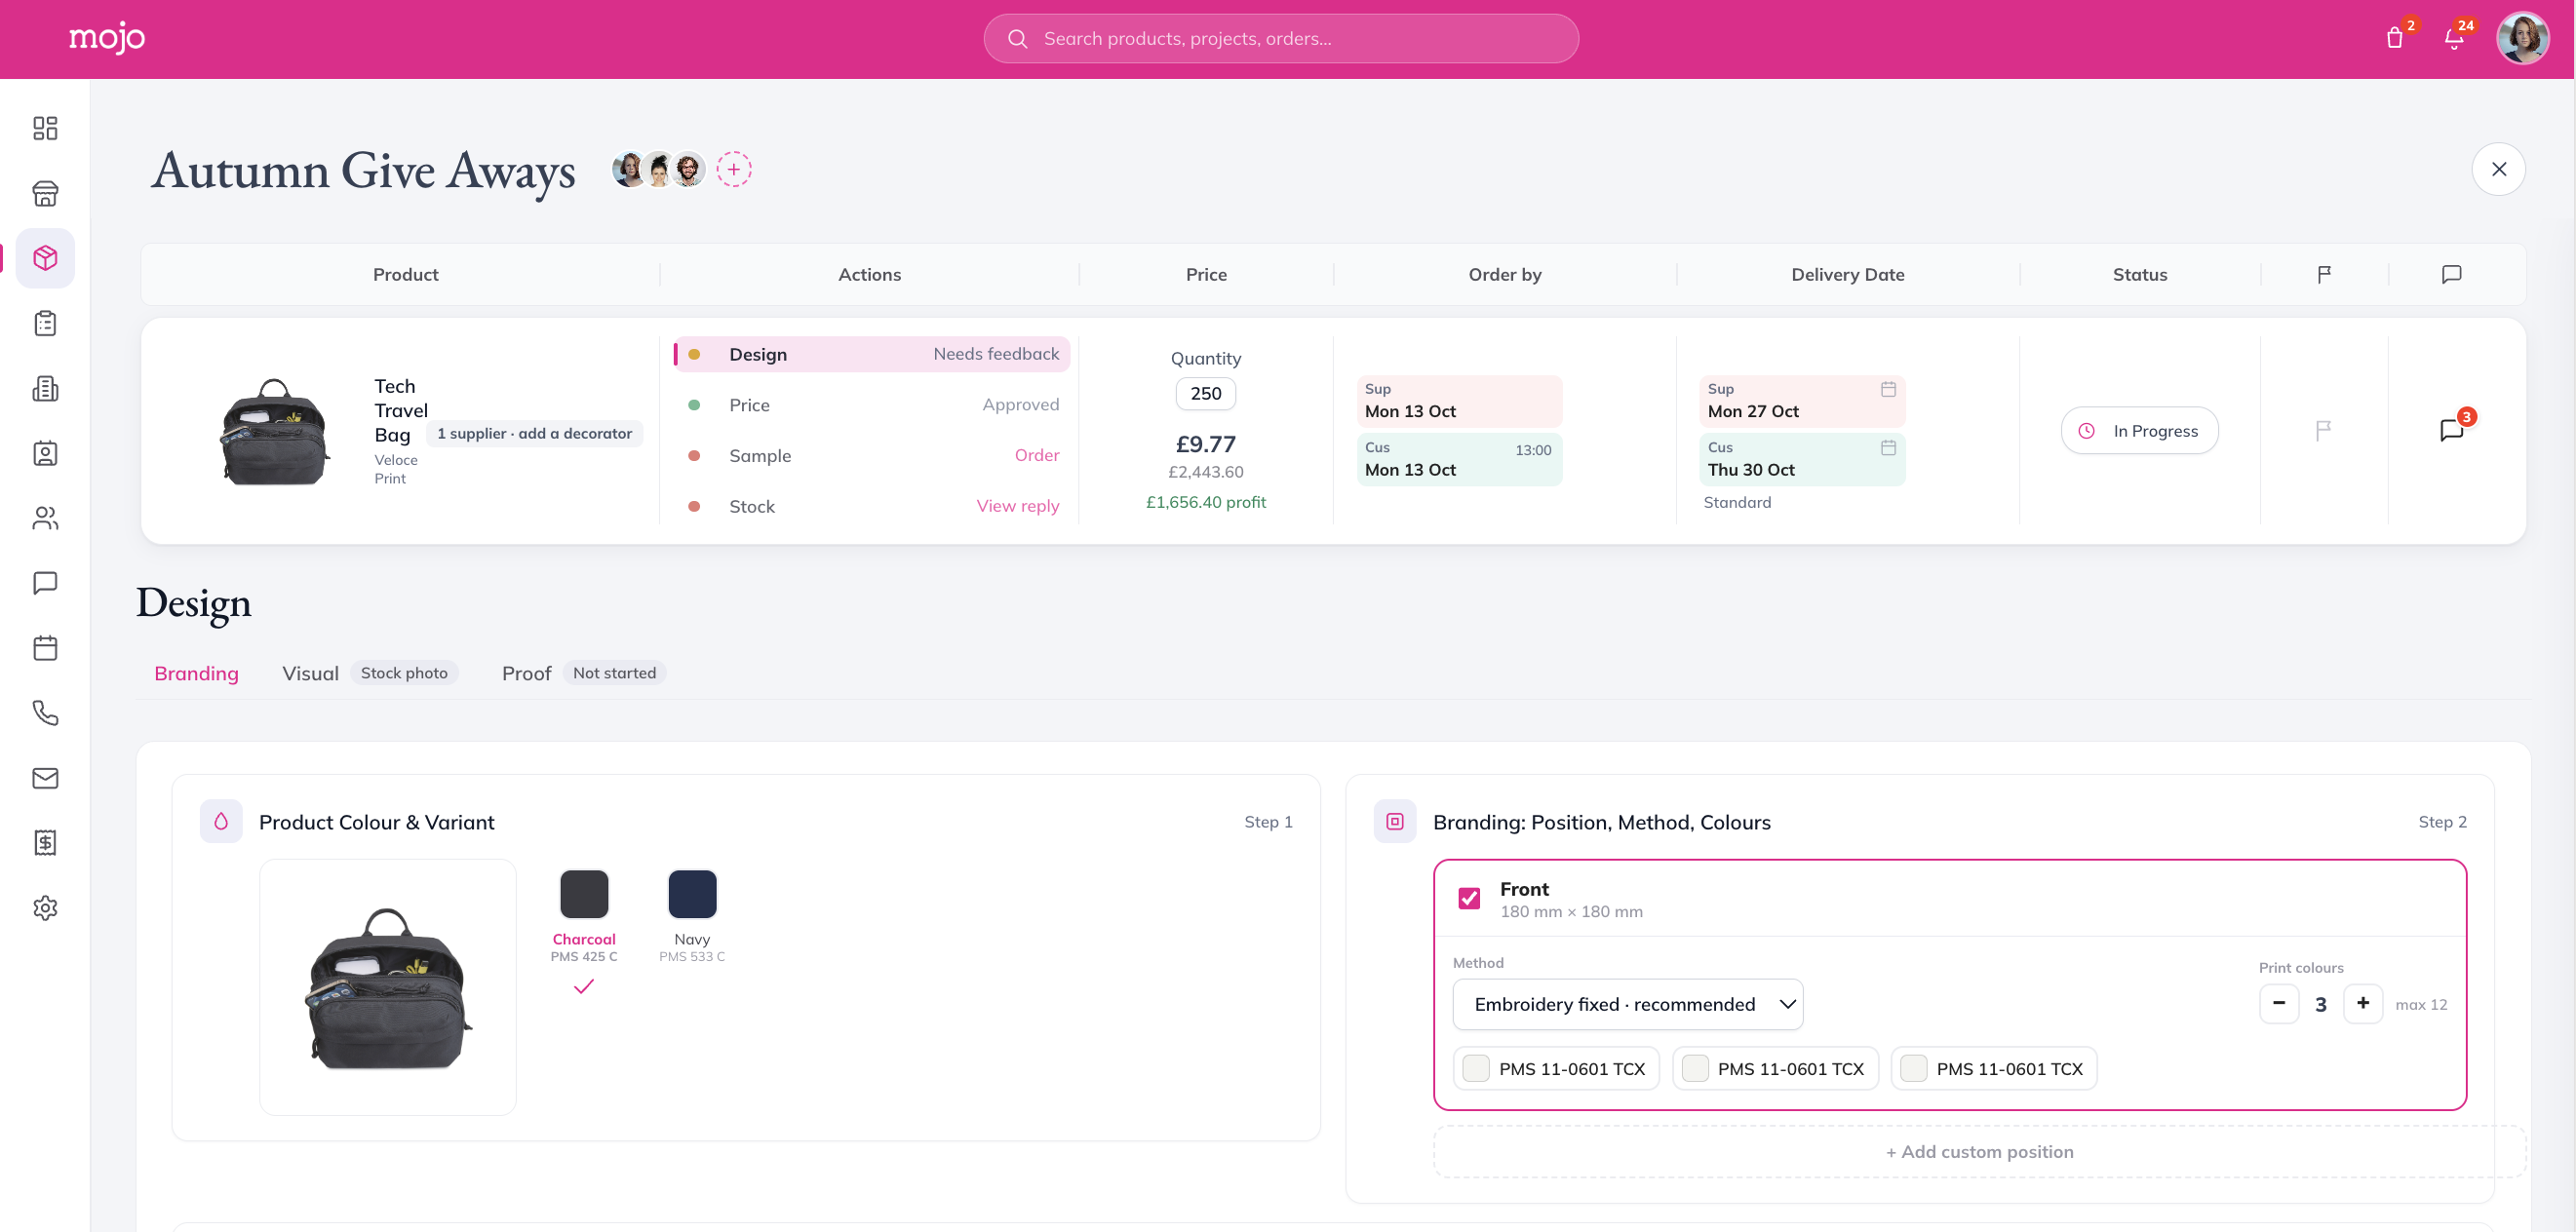 mojo
Search products, projects, orders...
2
24
Autumn Give Aways
Product
Actions
Price
Order by
Delivery Date
Status
Tech
Travel
Bag
1 supplier · add a decorator
Veloce
Print
Design
Needs feedback
Price
Approved
Sample
Order
Stock
View reply
Quantity
250
£9.77
£2,443.60
£1,656.40 profit
Sup
Mon 13 Oct
Cus
13:00
Mon 13 Oct
Sup
Mon 27 Oct
Cus
Thu 30 Oct
Standard
In Progress
3
Design
Branding
Visual
Stock photo
Proof
Not started
Product Colour & Variant
Step 1
Charcoal
PMS 425 C
Navy
PMS 533 C
Branding: Position, Method, Colours
Step 2
Front
180 mm × 180 mm
Method
Embroidery fixed · recommended
Print colours
− 3 +
max 12
PMS 11-0601 TCX
PMS 11-0601 TCX
PMS 11-0601 TCX
+ Add custom position